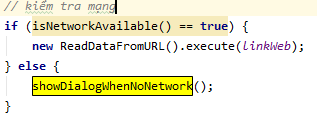 // kiểm tra mạng
if (isNetworkAvailable() == true) {
    new ReadDataFromURL().execute(linkWeb);
} else {
    showDialogWhenNoNetwork();
}